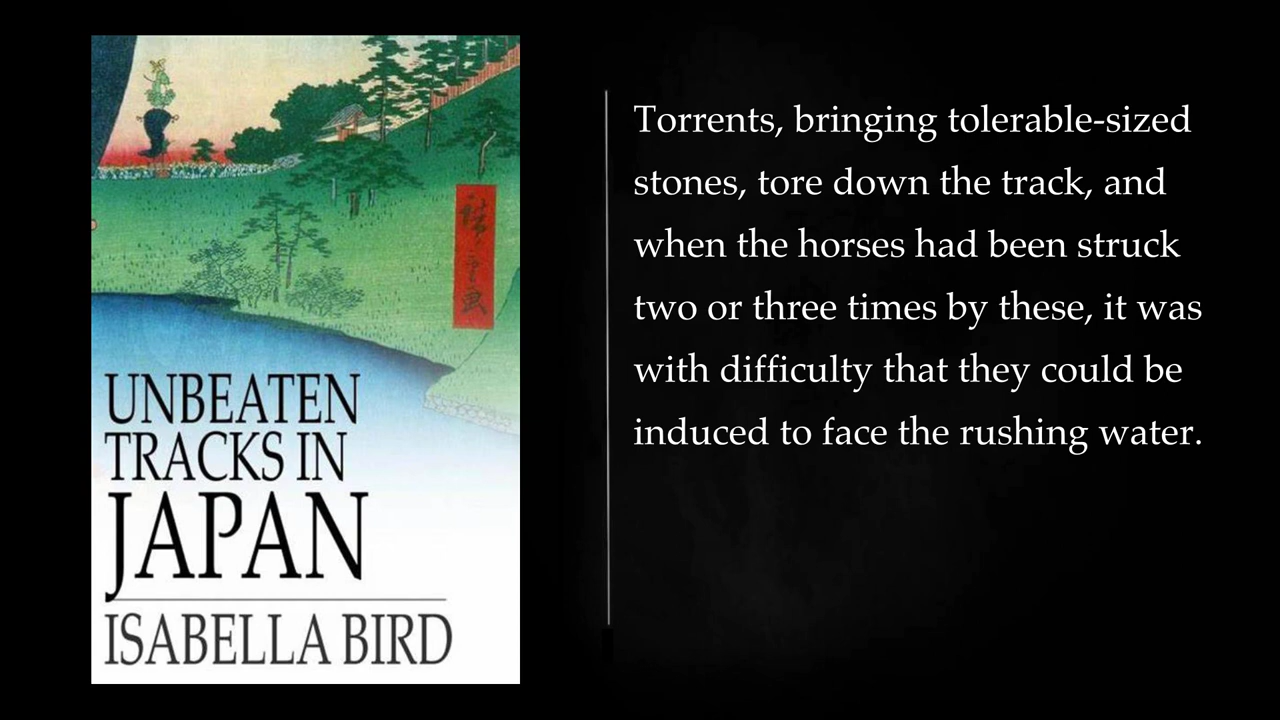 UNBEATEN
TRACKS IN
JAPAN
ISABELLA BIRD
Torrents, bringing tolerable-sized
stones, tore down the track, and
when the horses had been struck
two or three times by these, it was
with difficulty that they could be
induced to face the rushing water.